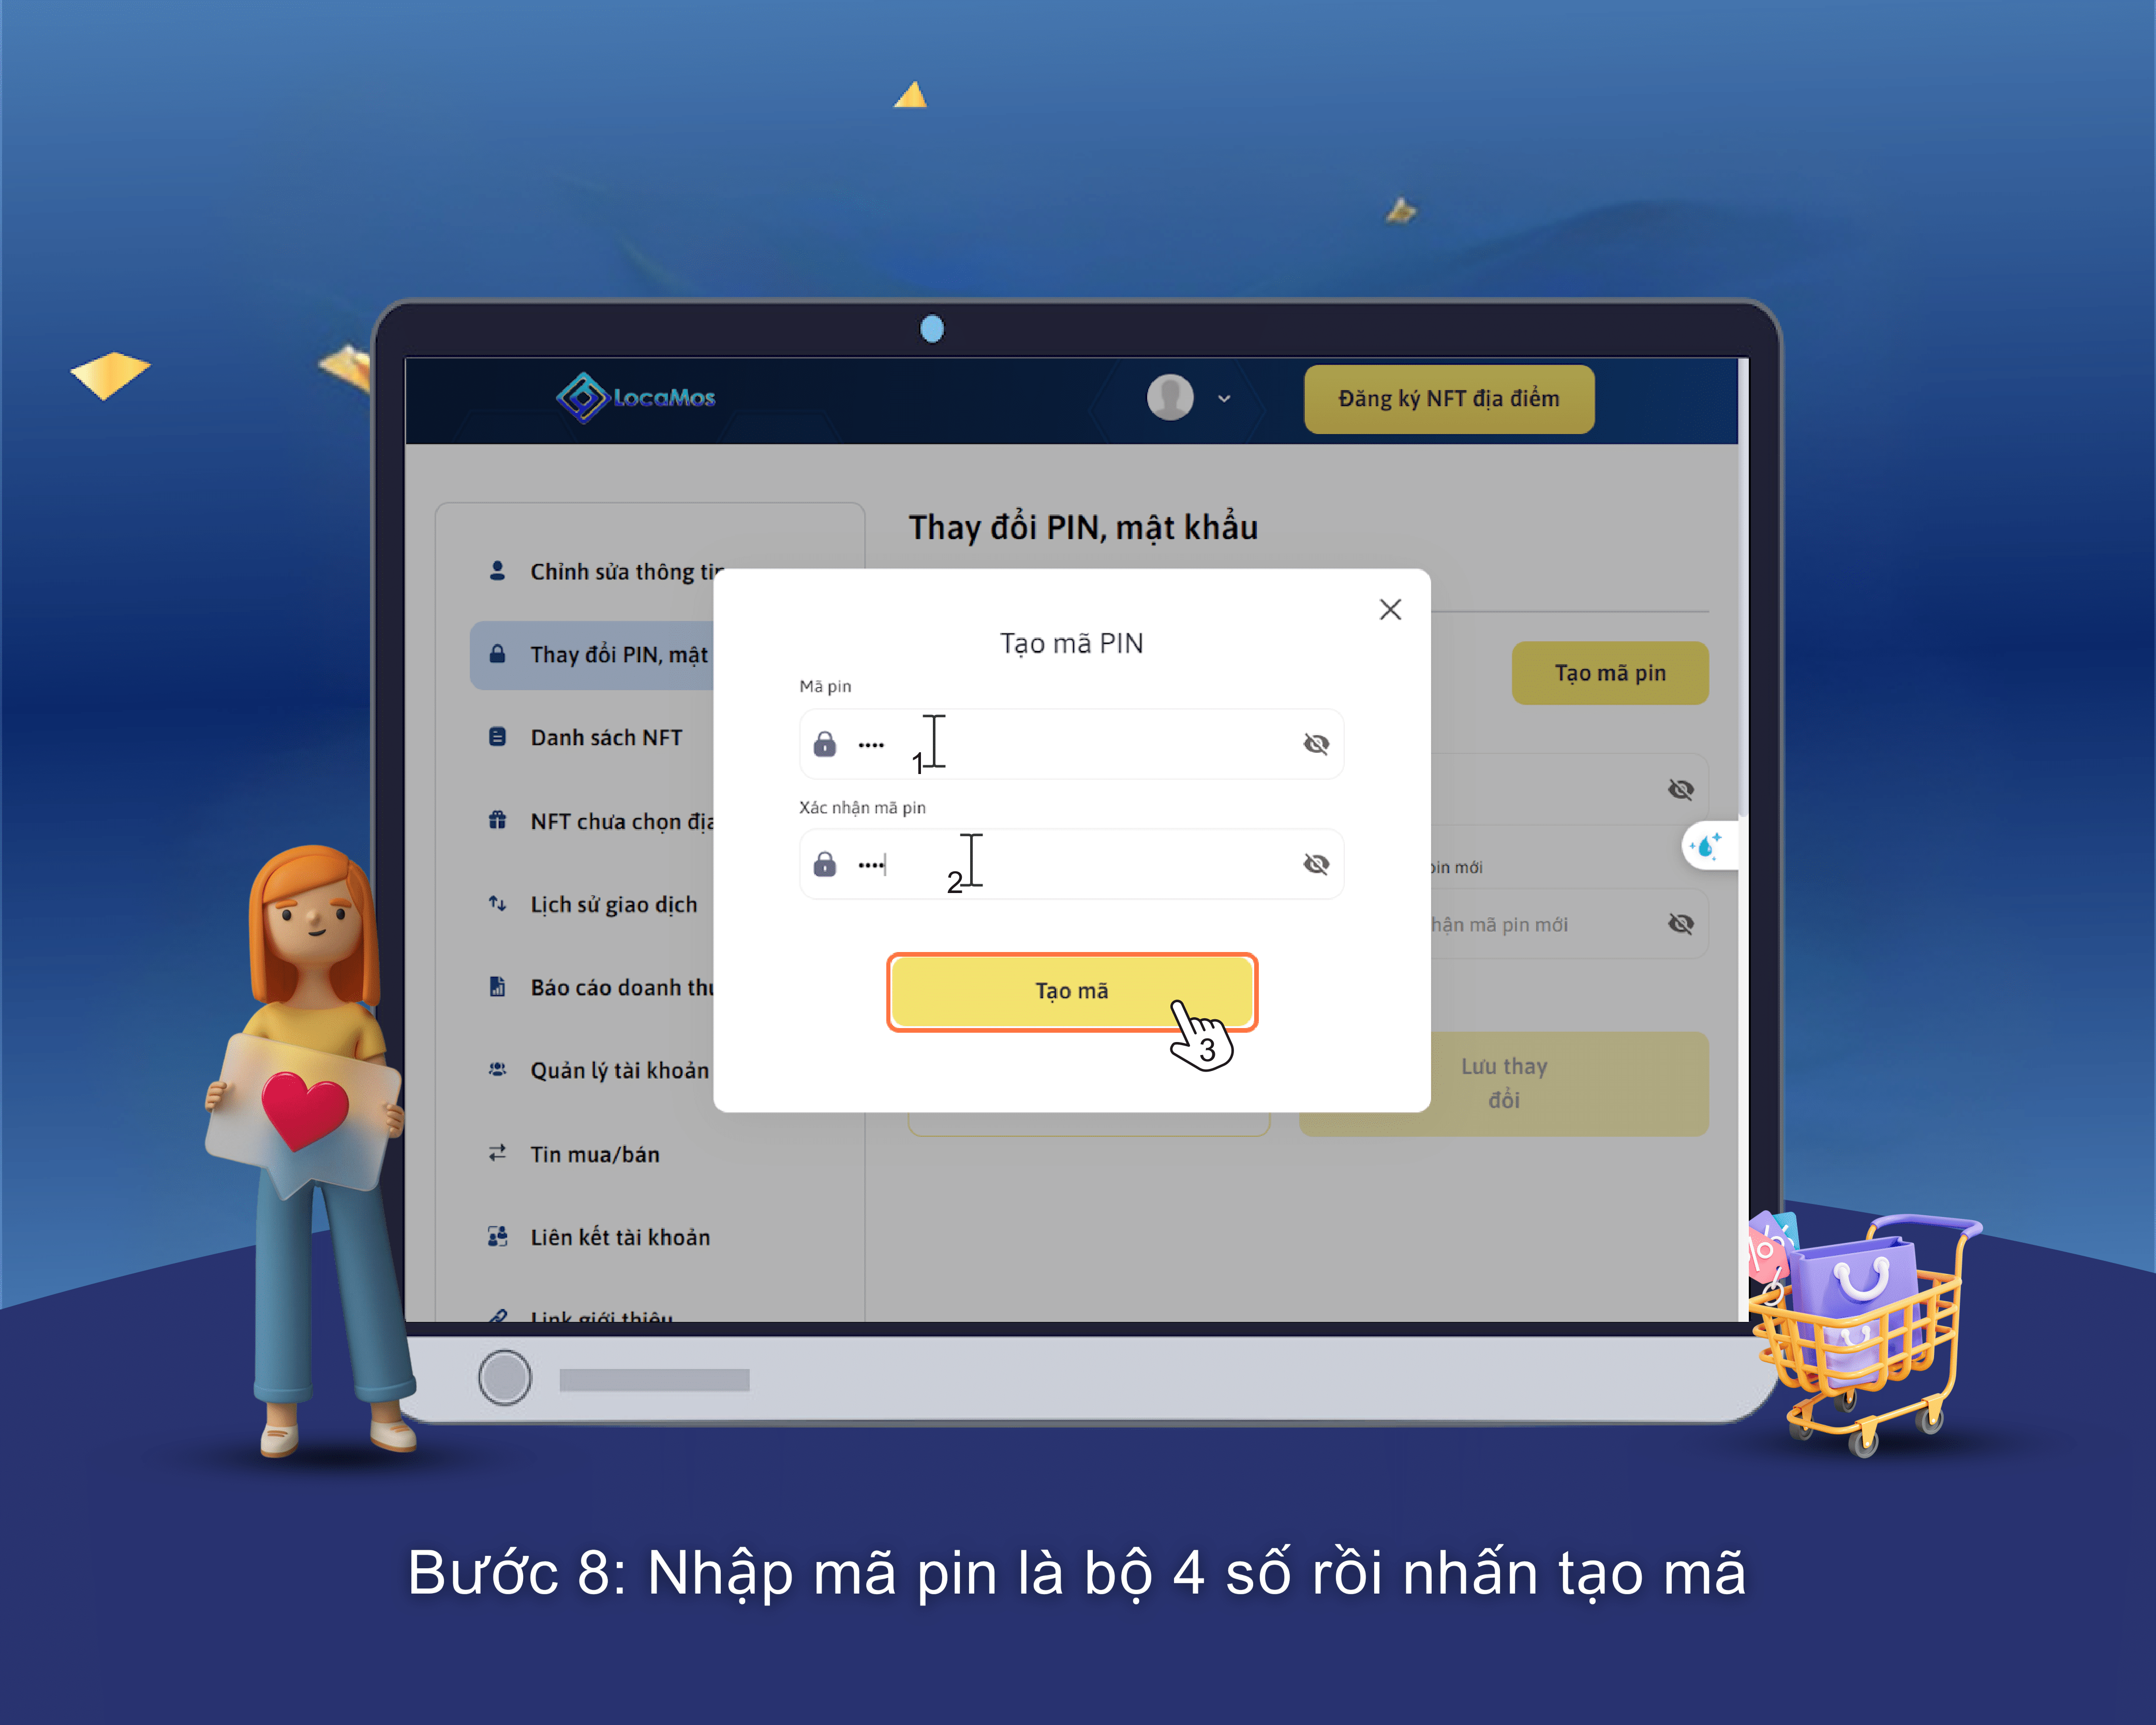 LocaMos
Đăng ký NFT địa điểm
Thay đổi PIN, mật khẩu
Chỉnh sửa thông tin
Thay đổi PIN, mật
Danh sách NFT
NFT chưa chọn địa
Lịch sử giao dịch
Báo cáo doanh thu
Quản lý tài khoản
Tin mua/bán
Liên kết tài khoản
Link giới thiệu
Tạo mã pin
Tạo mã PIN
Mã pin
••••
1
Xác nhận mã pin
••••
2
Tạo mã
3
pin mới
nhận mã pin mới
Lưu thay
đổi
%
%
Bước 8: Nhập mã pin là bộ 4 số rồi nhấn tạo mã